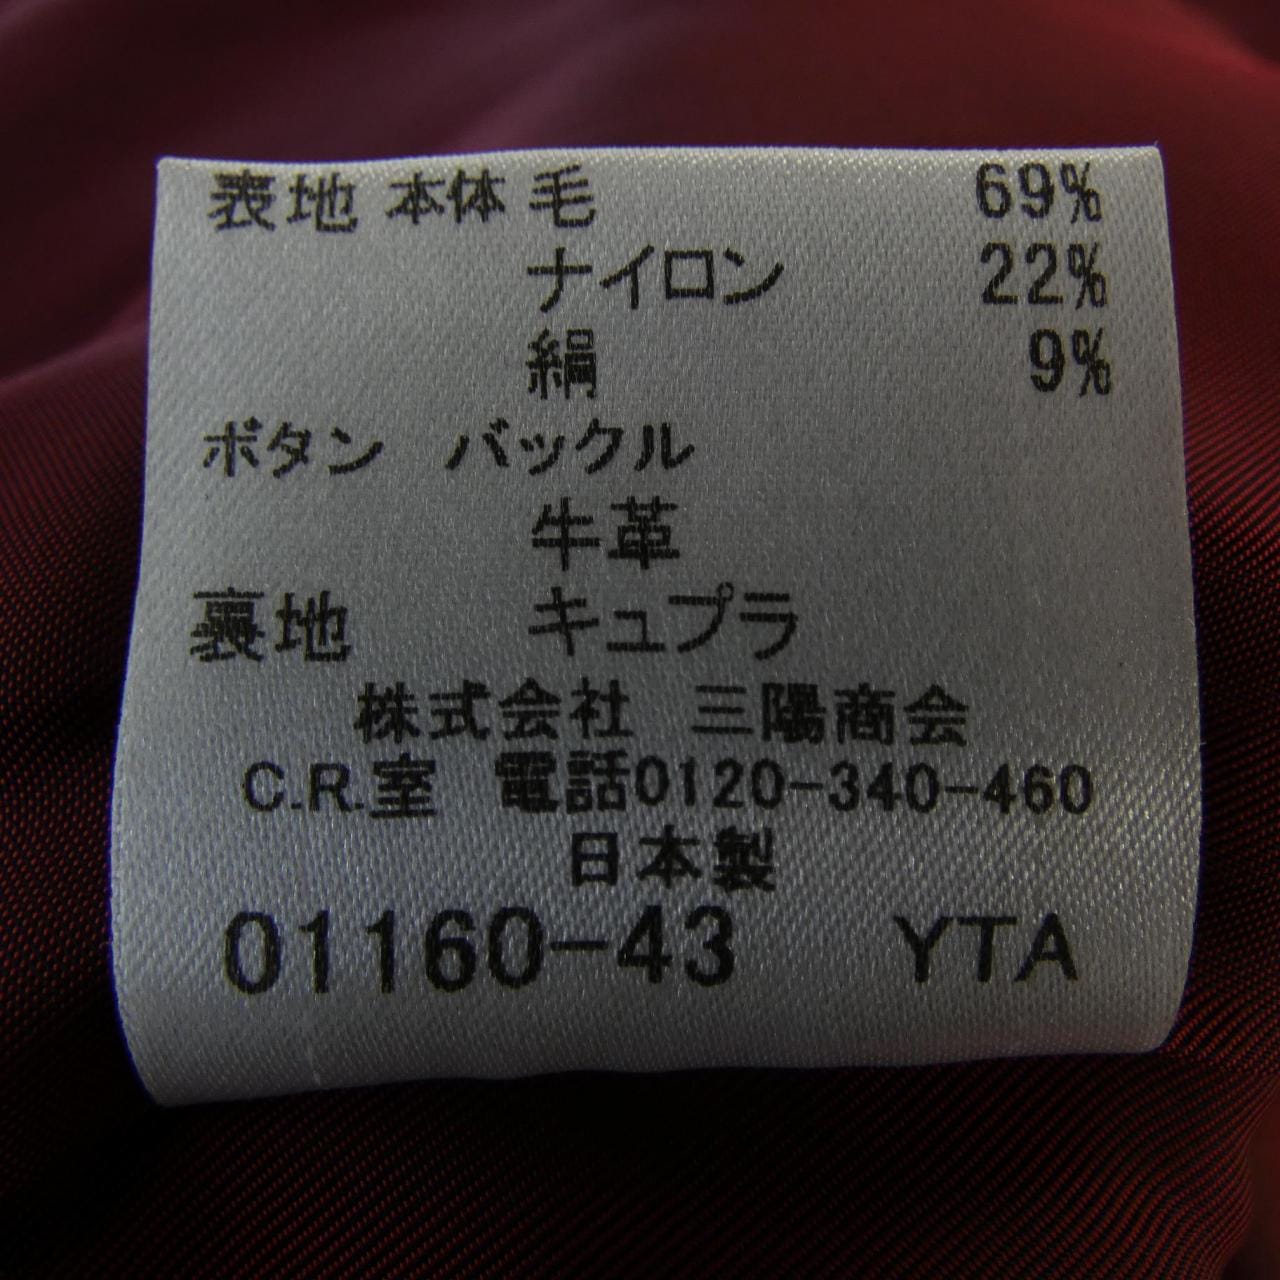 表地 本体 毛 69%
ナイロン 22%
絹 9%
ボタン バックル
牛革
裏地 キュプラ
株式会社 三陽商会
C.R.室 電話0120-340-460
日本製
01160-43 YTA